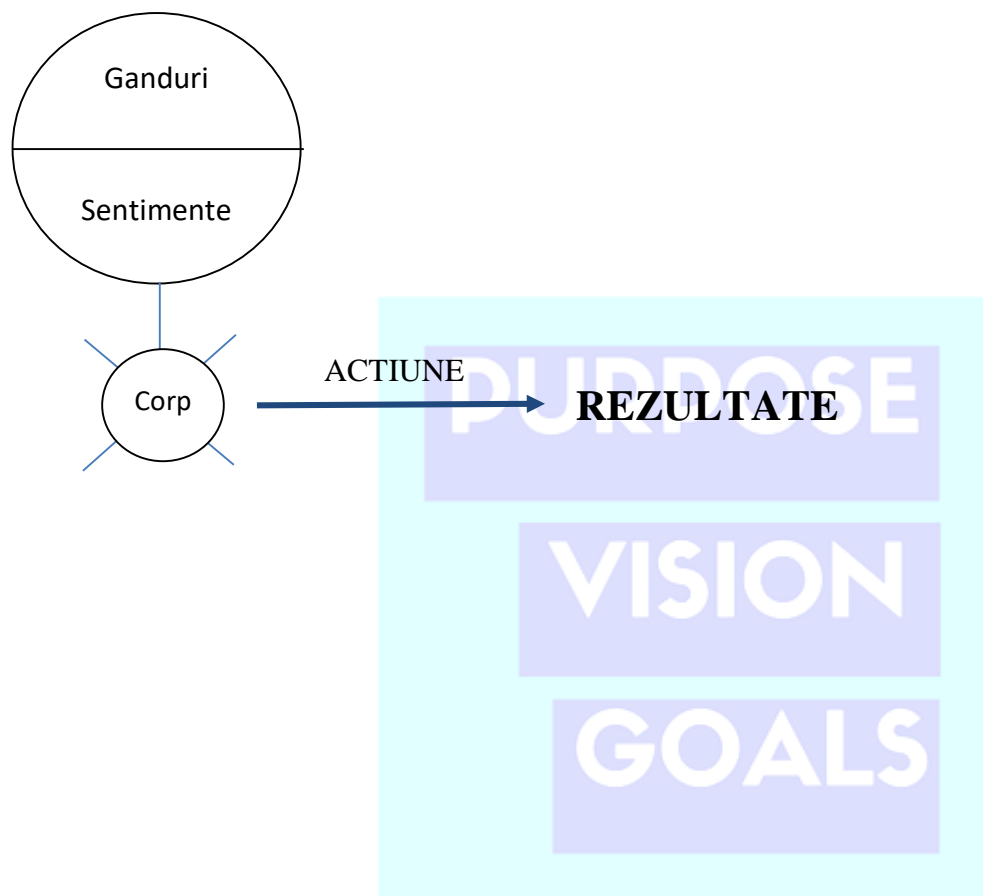 Ganduri
Sentimente
Corp
ACTIUNE
REZULTATE
PURPOSE
VISION
GOALS